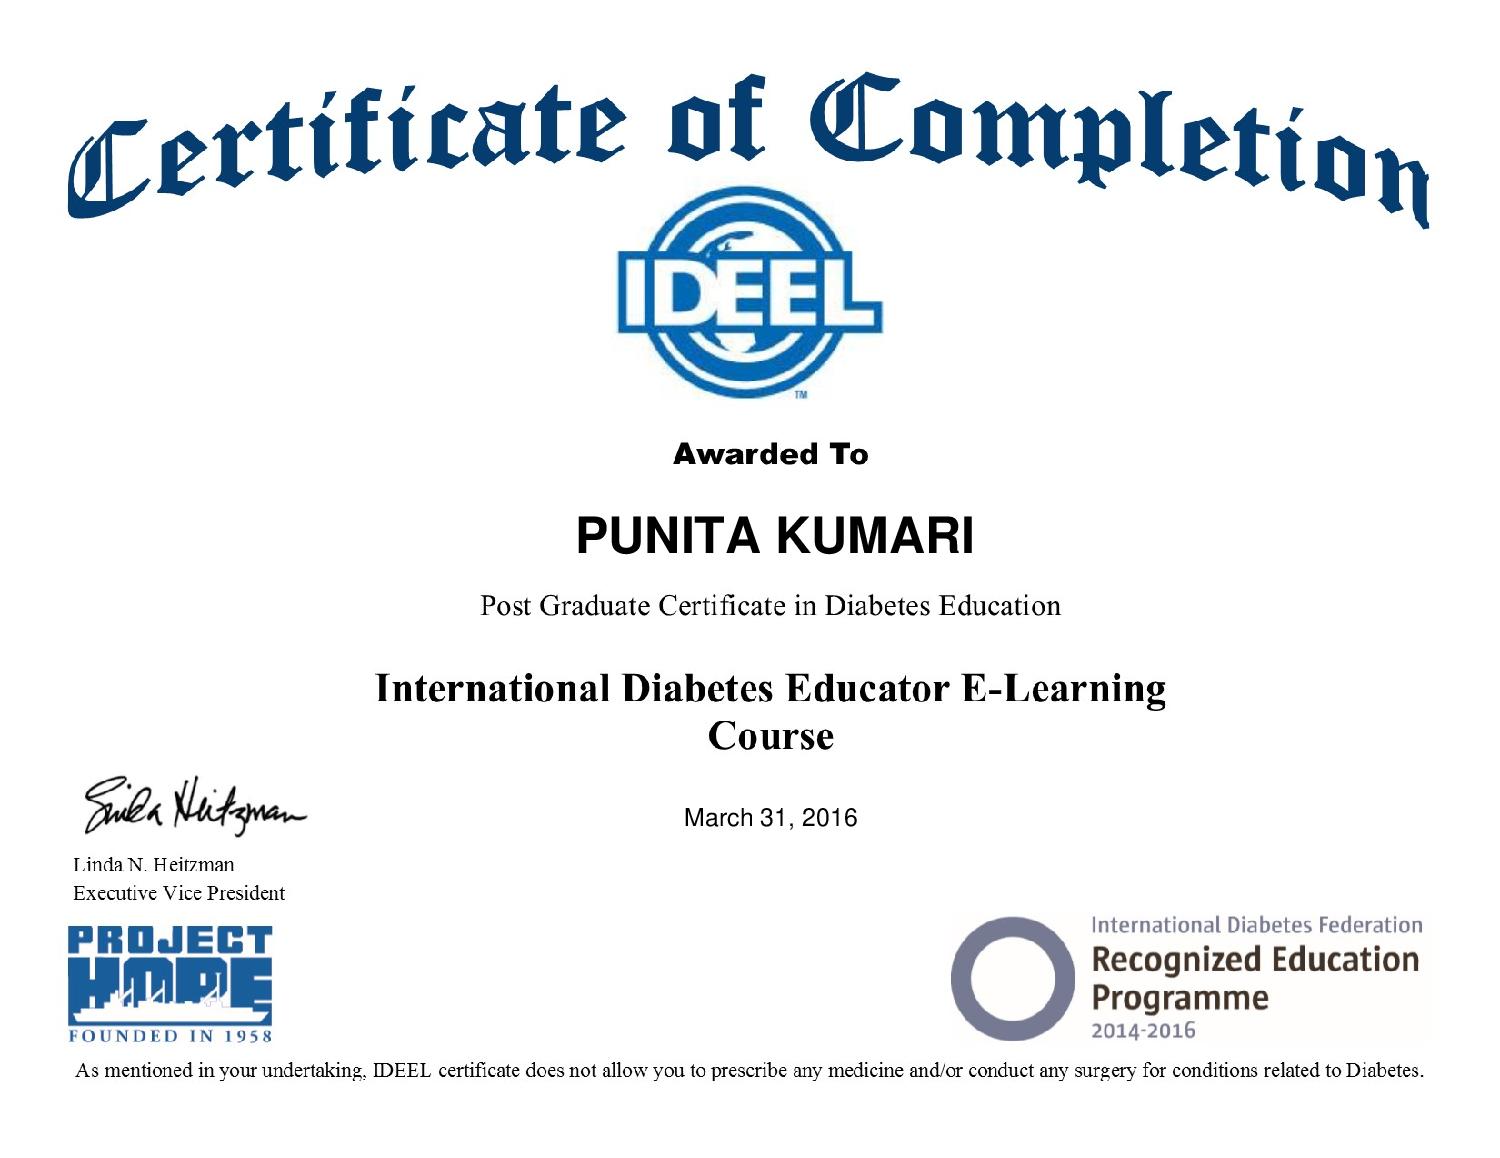 Certificate of Completion
IDEEL
TM
Awarded To
PUNITA KUMARI
Post Graduate Certificate in Diabetes Education
International Diabetes Educator E-Learning
Course
Linda Heitzman
March 31, 2016
Linda N. Heitzman
Executive Vice President
PROJECT
HOPE
FOUNDED IN 1958
International Diabetes Federation
Recognized Education
Programme
2014-2016
As mentioned in your undertaking, IDEEL certificate does not allow you to prescribe any medicine and/or conduct any surgery for conditions related to Diabetes.